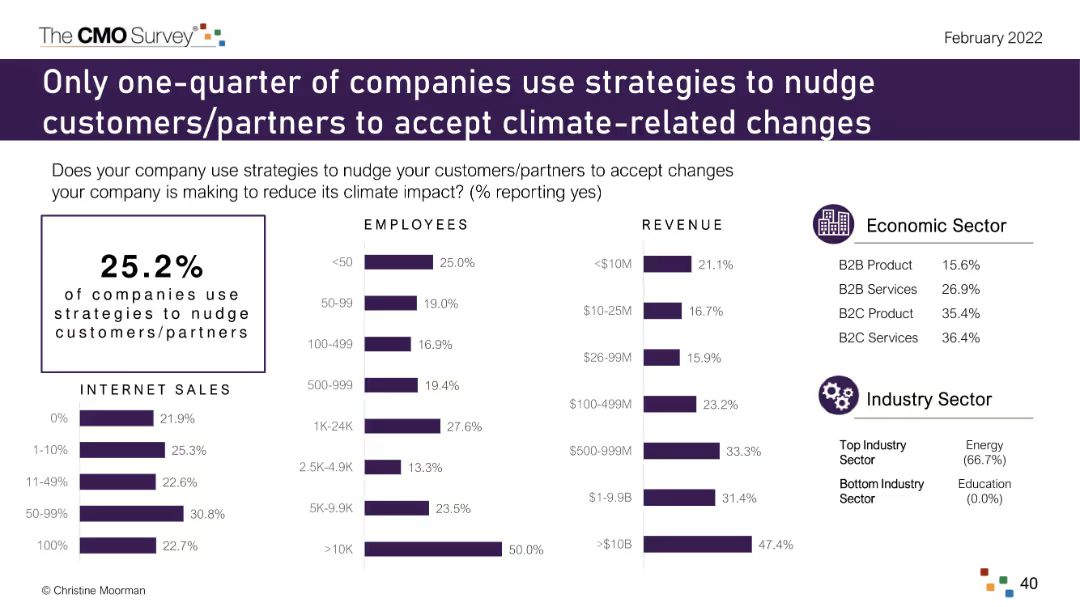 The CMO Survey®
February 2022
Only one-quarter of companies use strategies to nudge
customers/partners to accept climate-related changes
Does your company use strategies to nudge your customers/partners to accept changes
your company is making to reduce its climate impact? (% reporting yes)
25.2%
of companies use
strategies to nudge
customers/partners
INTERNET SALES
0% 21.9%
1-10% 25.3%
11-49% 22.6%
50-99% 30.8%
100% 22.7%
EMPLOYEES
<50 25.0%
50-99 19.0%
100-499 16.9%
500-999 19.4%
1K-24K 27.6%
2.5K-4.9K 13.3%
5K-9.9K 23.5%
>10K 50.0%
REVENUE
<$10M 21.1%
$10-25M 16.7%
$26-99M 15.9%
$100-499M 23.2%
$500-999M 33.3%
$1-9.9B 31.4%
>$10B 47.4%
Economic Sector
B2B Product 15.6%
B2B Services 26.9%
B2C Product 35.4%
B2C Services 36.4%
Industry Sector
Top Industry Energy
Sector (66.7%)
Bottom Industry Education
Sector (0.0%)
© Christine Moorman
40